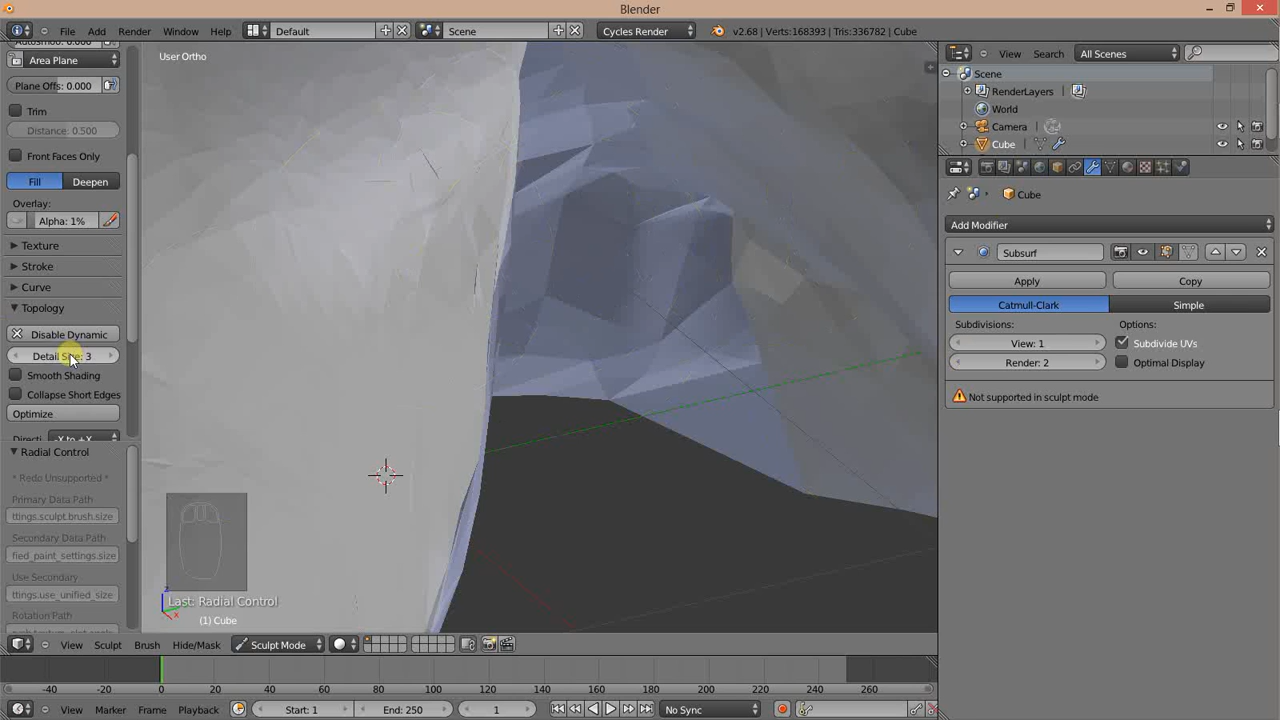 Blender
File Add Render Window Help Default Scene Cycles Render v2.68 | Verts:168393 | Tris:336782 | Cube
Area Plane
Plane Offs: 0.000
Trim
Distance: 0.500
Front Faces Only
Fill Deepen
Overlay:
Alpha: 1%
Texture
Stroke
Curve
Topology
Disable Dynamic
Detail Size: 3
Smooth Shading
Collapse Short Edges
Optimize
-X to +X
Radial Control
* Redo Unsupported *
Primary Data Path
ttings.sculpt.brush.size
Secondary Data Path
fied_paint_settings.size
Use Secondary
ttings.use_unified_size
Rotation Path
User Ortho
Last: Radial Control
(1) Cube
z
x
View Sculpt Brush Hide/Mask Sculpt Mode
-40 -20 0 20 40 60 80 100 120 140 160 180 200 220 240 260
View Marker Frame Playback Start: 1 End: 250 1 No Sync
View Search All Scenes
Scene
RenderLayers
World
Camera
Cube
Cube
Add Modifier
Subsurf
Apply Copy
Catmull-Clark Simple
Subdivisions: Options:
View: 1 Subdivide UVs
Render: 2 Optimal Display
Not supported in sculpt mode